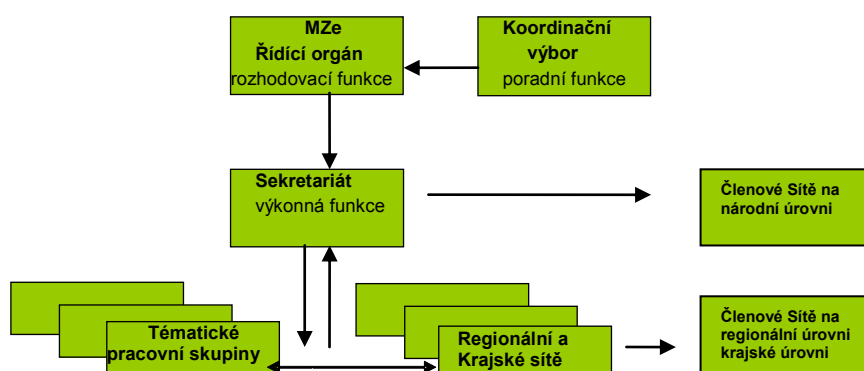 MZe
Řídící orgán
rozhodovací funkce
Koordinační
výbor
poradní funkce
Sekretariát
výkonná funkce
Členové Sítě na
národní úrovni
Tématické
pracovní skupiny
Regionální a
Krajské sítě
Členové Sítě na
regionální úrovni
krajské úrovni